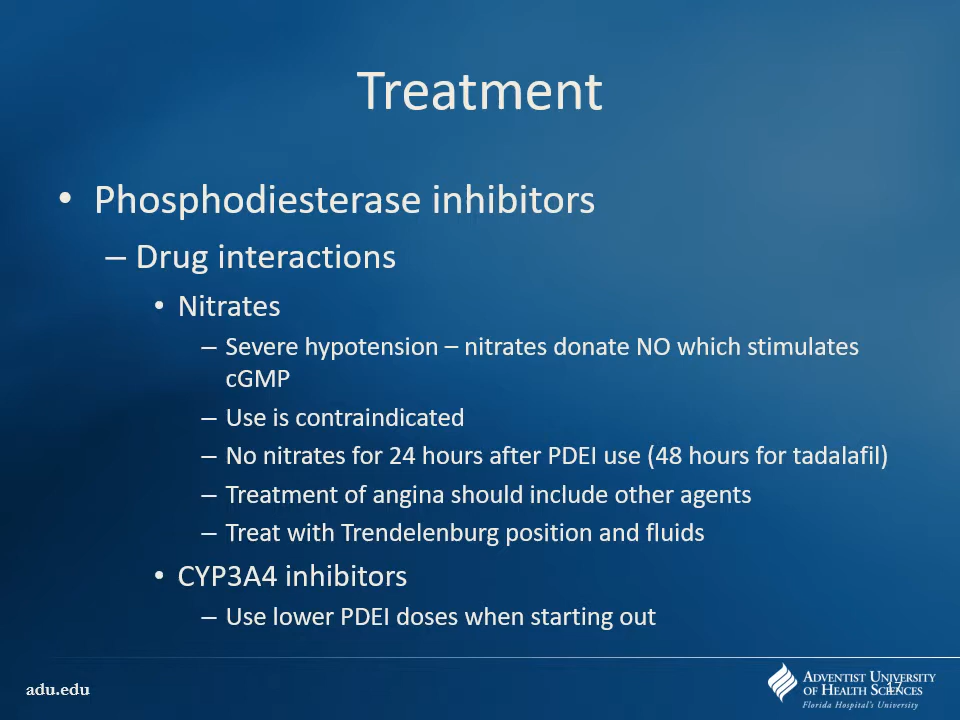 Treatment
• Phosphodiesterase inhibitors
– Drug interactions
• Nitrates
– Severe hypotension – nitrates donate NO which stimulates
cGMP
– Use is contraindicated
– No nitrates for 24 hours after PDEI use (48 hours for tadalafil)
– Treatment of angina should include other agents
– Treat with Trendelenburg position and fluids
• CYP3A4 inhibitors
– Use lower PDEI doses when starting out
adu.edu
ADVENTIST UNIVERSITY
OF HEALTH SCIENCES
Florida Hospital's University
17